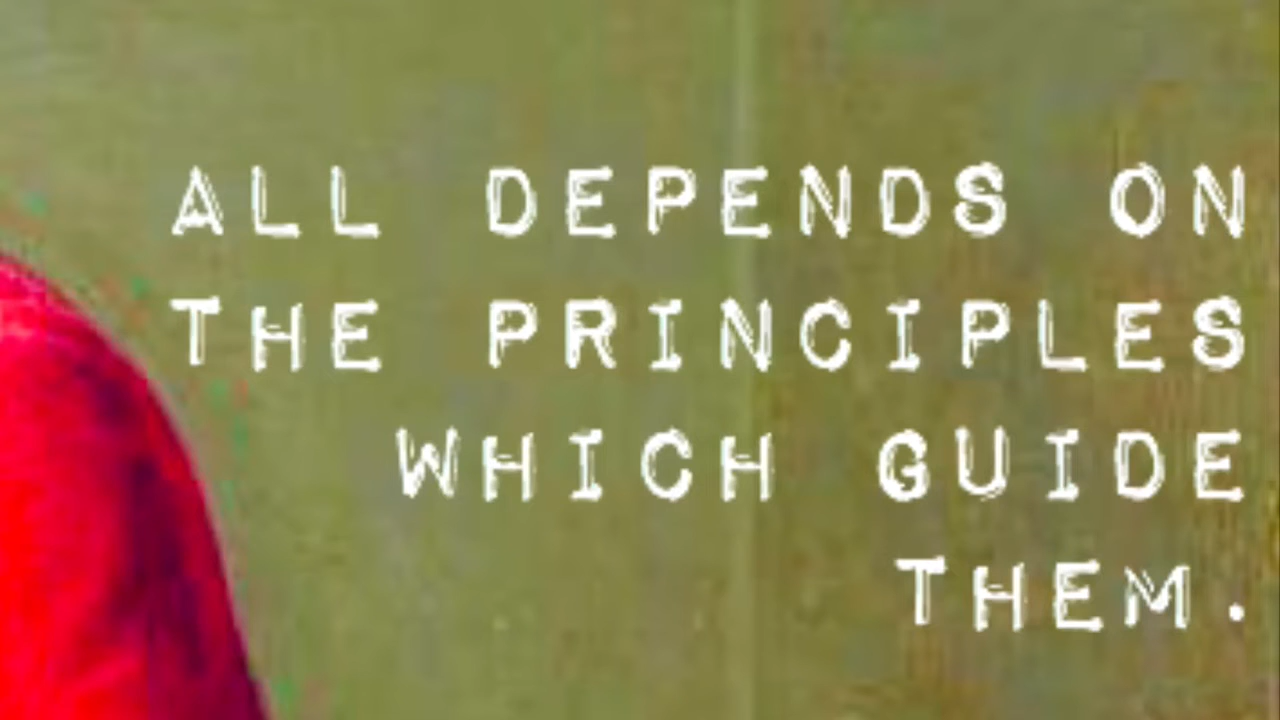 ALL DEPENDS ON
THE PRINCIPLES
WHICH GUIDE
THEM.